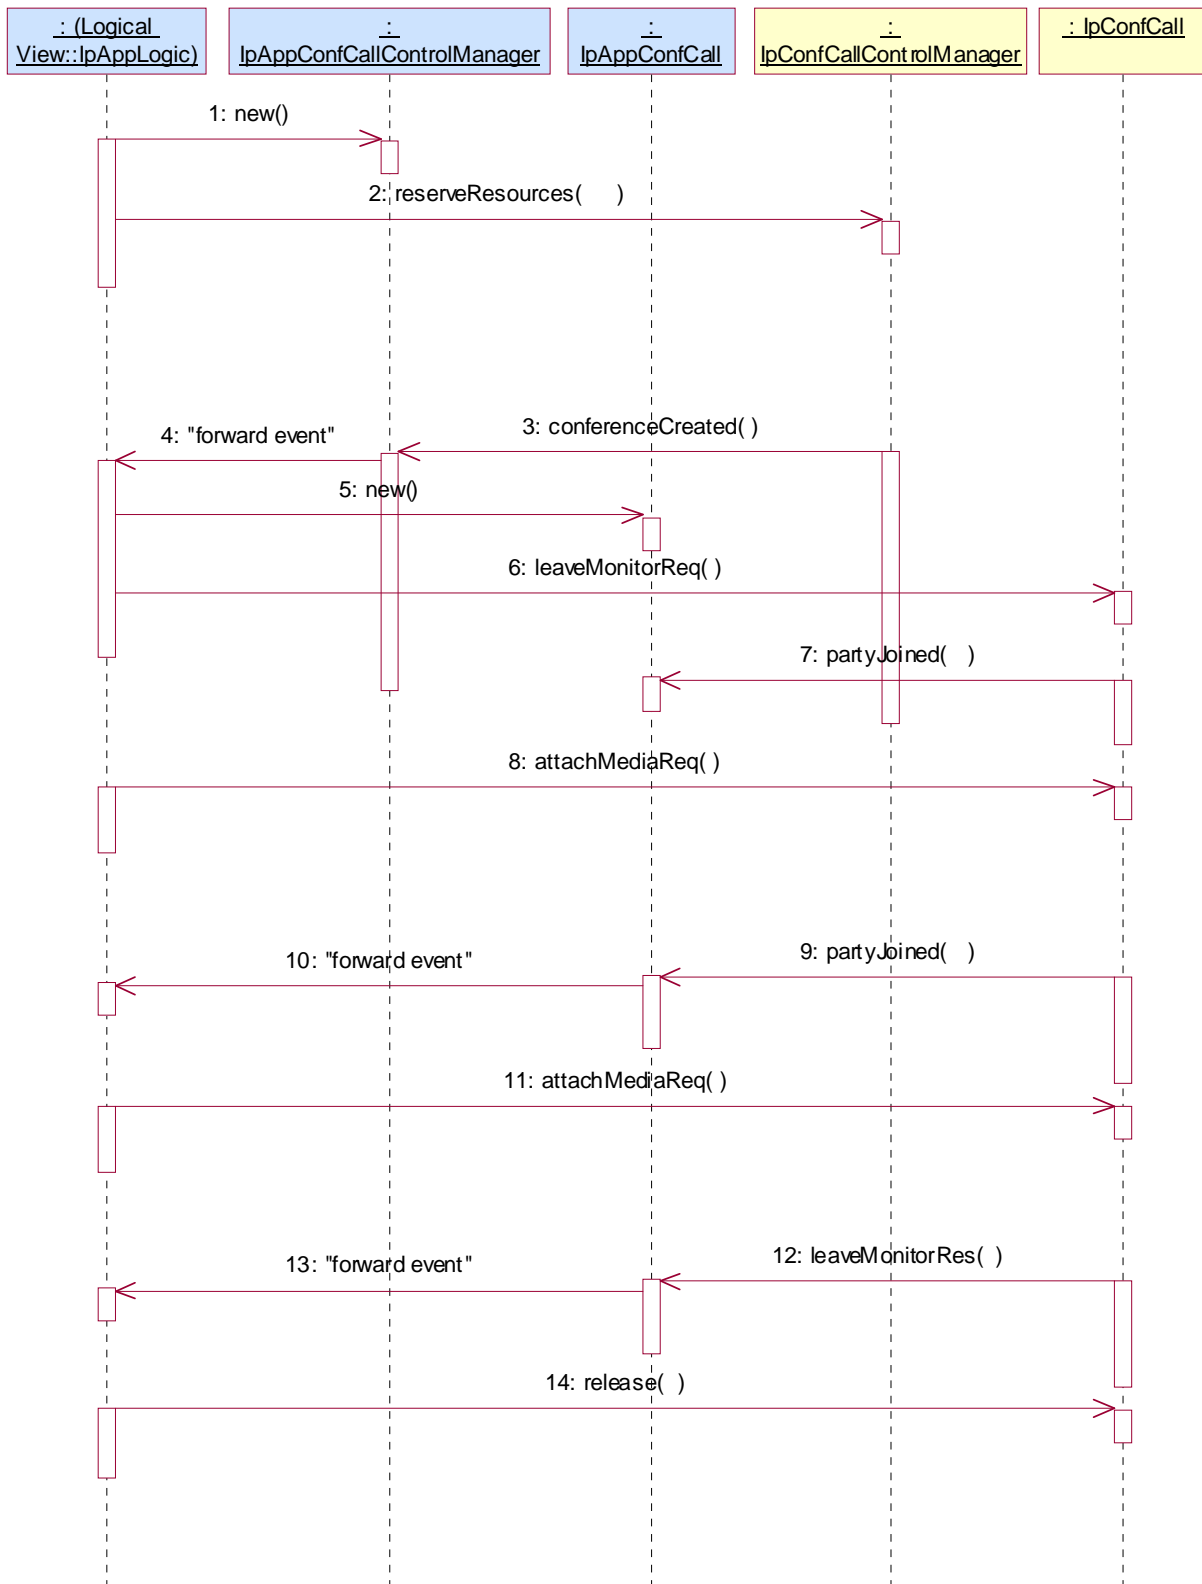 : (Logical
View::IpAppLogic)
:
IpAppConfCallControlManager
:
IpAppConfCall
:
IpConfCallControlManager
: IpConfCall
1: new()
2: reserveResources( )
3: conferenceCreated( )
4: "forward event"
5: new()
6: leaveMonitorReq( )
7: partyJoined( )
8: attachMediaReq( )
9: partyJoined( )
10: "forward event"
11: attachMediaReq( )
12: leaveMonitorRes( )
13: "forward event"
14: release( )